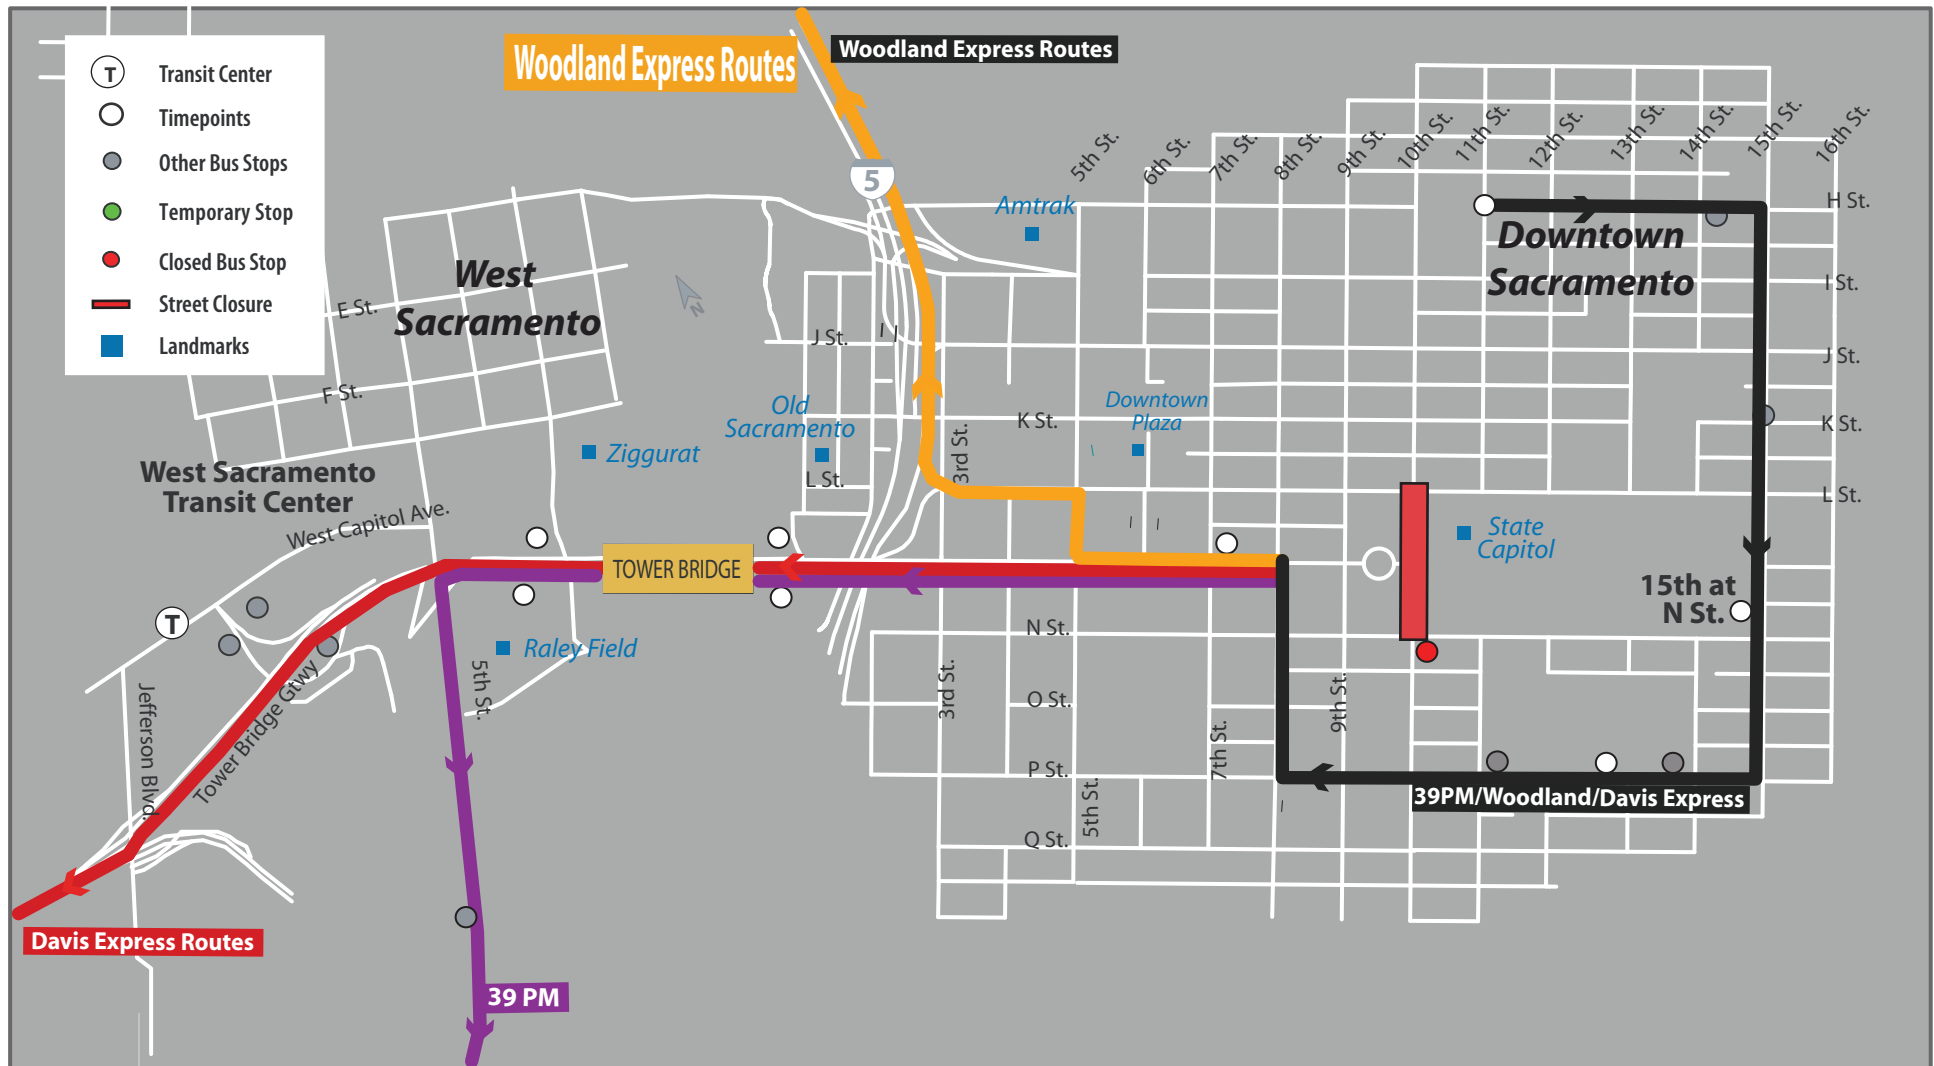 T
Transit Center
Timepoints
Other Bus Stops
Temporary Stop
Closed Bus Stop
Street Closure
Landmarks
Woodland Express Routes
Woodland Express Routes
5
5th St.
6th St.
7th St.
8th St.
9th St.
10th St.
11th St.
12th St.
13th St.
14th St.
15th St.
16th St.
H St.
I St.
J St.
K St.
L St.
Amtrak
Downtown
Sacramento
West
Sacramento
N
E St.
F St.
J St.
Old
Sacramento
K St.
Downtown
Plaza
3rd St.
L St.
Ziggurat
West Sacramento
Transit Center
West Capitol Ave.
TOWER BRIDGE
State
Capitol
15th at
N St.
T
Raley Field
N St.
5th St.
Jefferson Blvd.
Tower Bridge Gtwy
3rd St.
O St.
9th St.
7th St.
P St.
5th St.
Q St.
39PM/Woodland/Davis Express
Davis Express Routes
39 PM